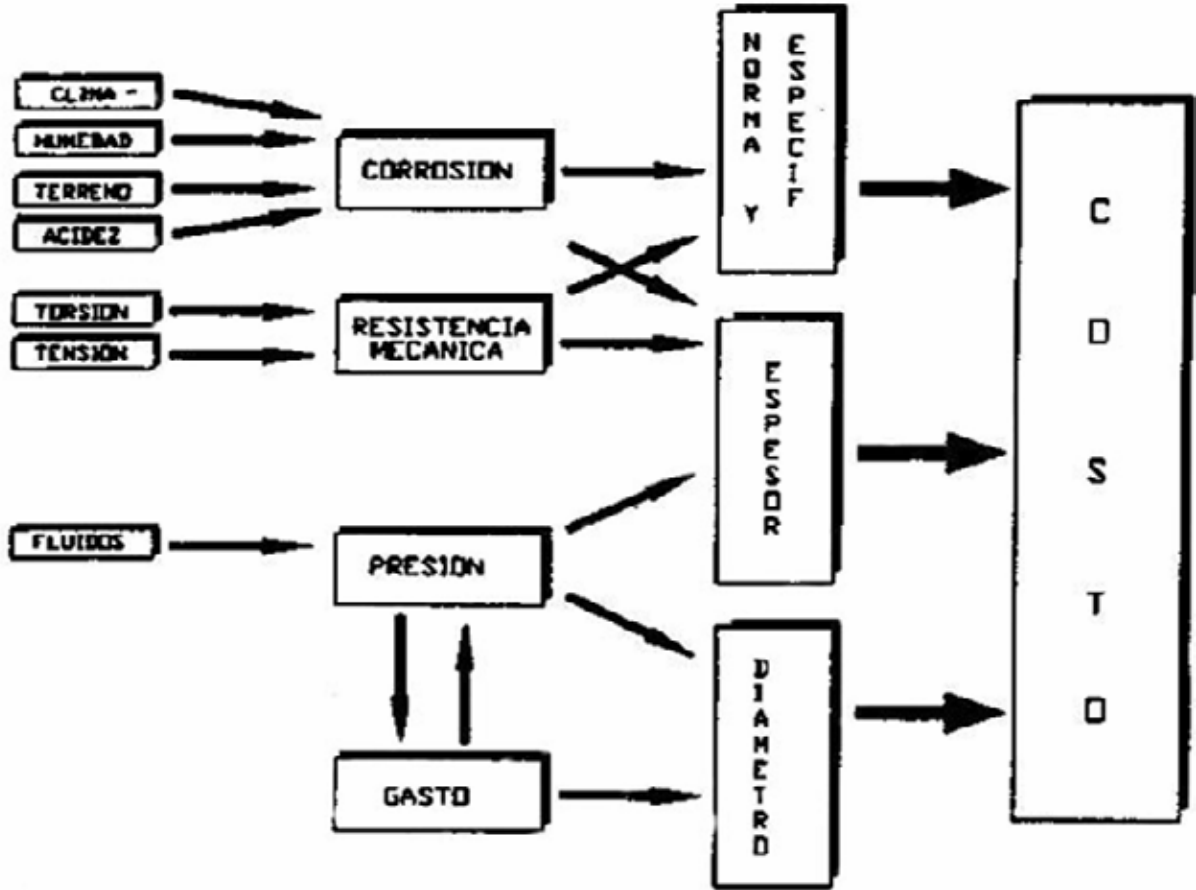 CLIMA -
HUMEDAD
TERRENO
ACIDEZ
TORSION
TENSION
FLUIDOS
CORROSION
RESISTENCIA
MECANICA
PRESION
GASTO
NORMA Y
ESPECIF
ESPESOR
DIAMETRO
COSTO